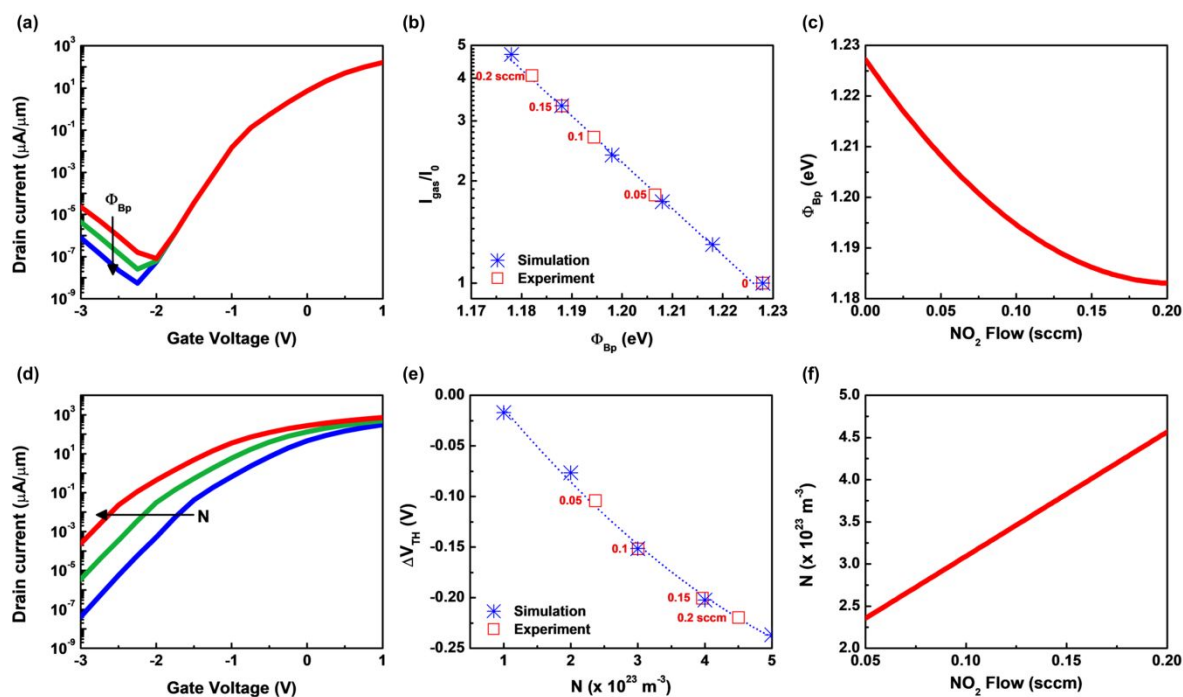 (a)
10³
10¹
10⁻¹
10⁻⁵
10⁻⁶
10⁻⁷
10⁻⁸
10⁻⁹
Drain current (μA/μm)
Φ_Bp
-3 -2 -1 0 1
Gate Voltage (V)
(b)
5
4
3
2
1
I_gas/I_0
0.2 sccm
0.15
0.1
0.05
0
Simulation
Experiment
1.17 1.18 1.19 1.20 1.21 1.22 1.23
Φ_Bp (eV)
(c)
1.23
1.22
1.21
1.20
1.19
1.18
Φ_Bp (eV)
0.00 0.05 0.10 0.15 0.20
NO₂ Flow (sccm)
(d)
10³
10¹
10⁻¹
10⁻²
10⁻⁵
10⁻⁷
10⁻⁹
Drain current (μA/μm)
N
-3 -2 -1 0 1
Gate Voltage (V)
(e)
0.00
-0.05
-0.10
-0.15
-0.20
-0.25
ΔV_TH (V)
0.05
0.1
0.15
0.2 sccm
Simulation
Experiment
1 2 3 4 5
N (x 10²³ m⁻³)
(f)
5.0
4.5
4.0
3.5
3.0
2.5
2.0
N (x 10²³ m⁻³)
0.05 0.10 0.15 0.20
NO₂ Flow (sccm)